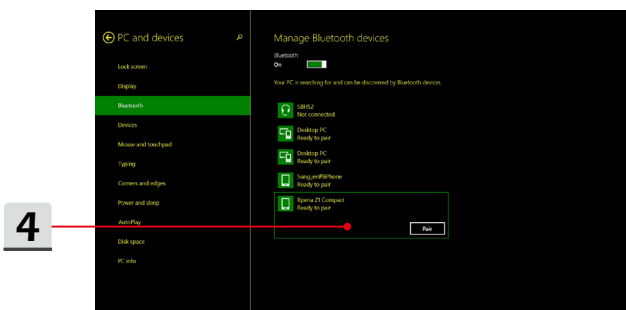 PC and devices
Lock screen
Display
Bluetooth
Devices
Mouse and touchpad
Typing
Corners and edges
Power and sleep
AutoPlay
Disk space
PC info
Manage Bluetooth devices
Bluetooth
On
Your PC is searching for and can be discovered by Bluetooth devices.
SBH52
Not connected
Desktop PC
Ready to pair
Desktop PC
Ready to pair
Ready to pair
Xperia Z1 Compact
Ready to pair
Pair
4